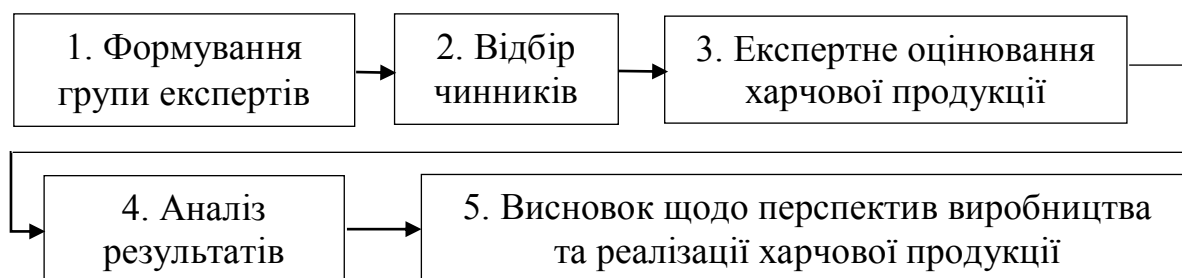 1. Формування
групи експертів
2. Відбір
чинників
3. Експертне оцінювання
харчової продукції
4. Аналіз
результатів
5. Висновок щодо перспектив виробництва
та реалізації харчової продукції